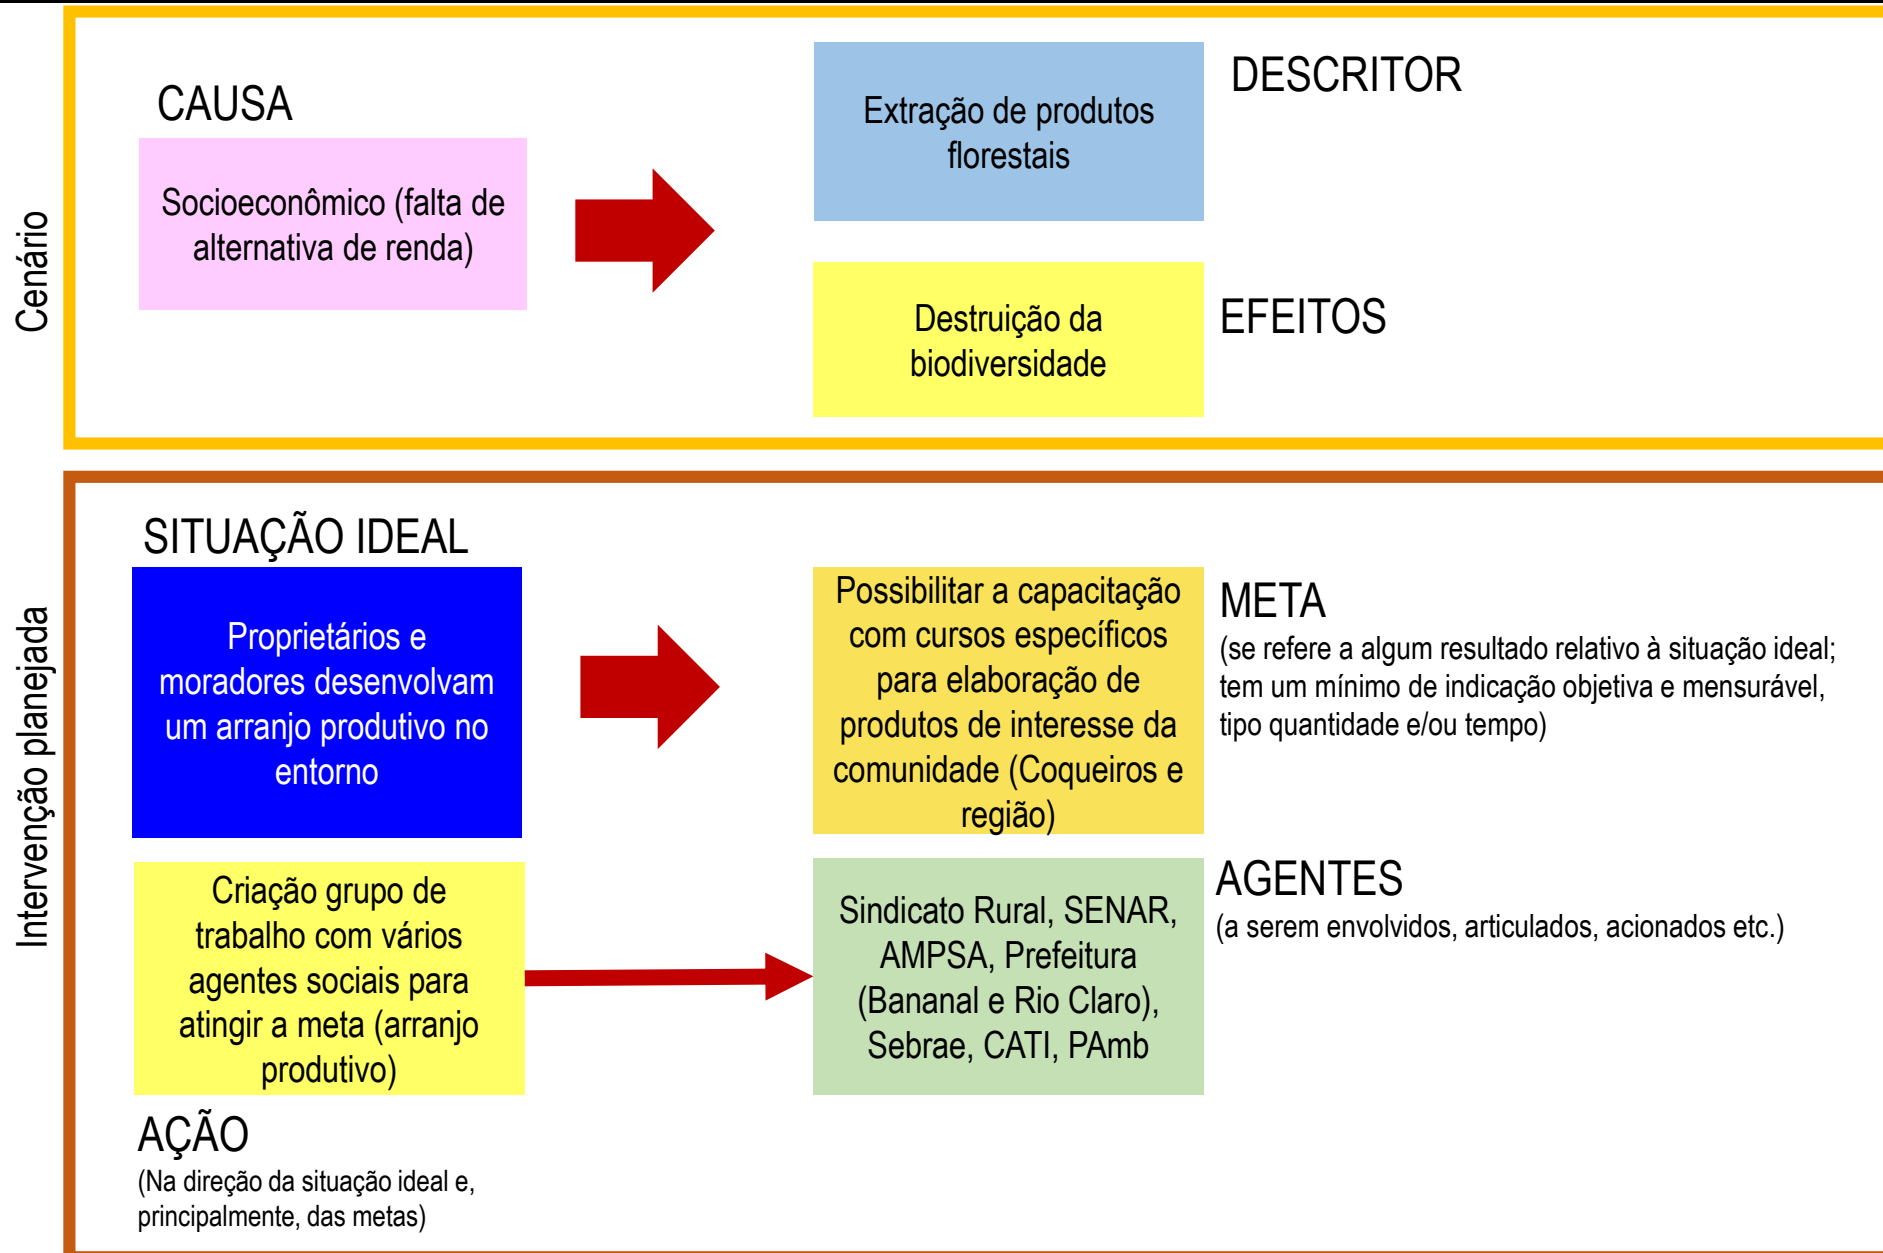 Cenário
CAUSA
Socioeconômico (falta de
alternativa de renda)
Extração de produtos
florestais
DESCRITOR
Destruição da
biodiversidade
EFEITOS
Intervenção planejada
SITUAÇÃO IDEAL
Proprietários e
moradores desenvolvam
um arranjo produtivo no
entorno
Possibilitar a capacitação
com cursos específicos
para elaboração de
produtos de interesse da
comunidade (Coqueiros e
região)
META
(se refere a algum resultado relativo à situação ideal;
tem um mínimo de indicação objetiva e mensurável,
tipo quantidade e/ou tempo)
Criação grupo de
trabalho com vários
agentes sociais para
atingir a meta (arranjo
produtivo)
Sindicato Rural, SENAR,
AMPSA, Prefeitura
(Bananal e Rio Claro),
Sebrae, CATI, PAmb
AGENTES
(a serem envolvidos, articulados, acionados etc.)
AÇÃO
(Na direção da situação ideal e,
principalmente, das metas)